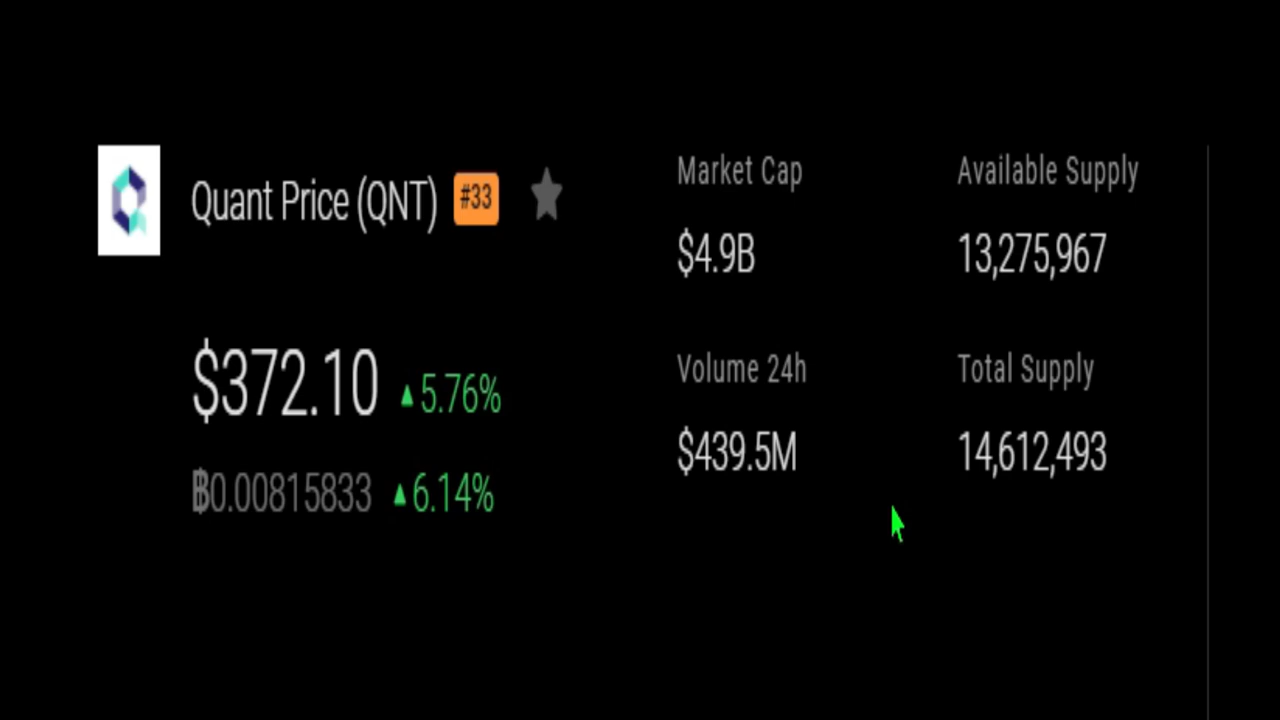 Quant Price (QNT) #33
$372.10 ▲5.76%
฿0.00815833 ▲6.14%
Market Cap
$4.9B
Available Supply
13,275,967
Volume 24h
$439.5M
Total Supply
14,612,493